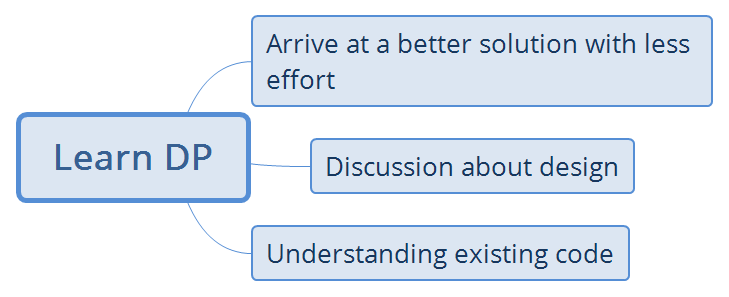 Learn DP
Arrive at a better solution with less
effort
Discussion about design
Understanding existing code